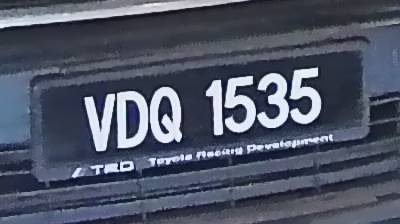 VDQ 1535
TRD Toyota Racing Development